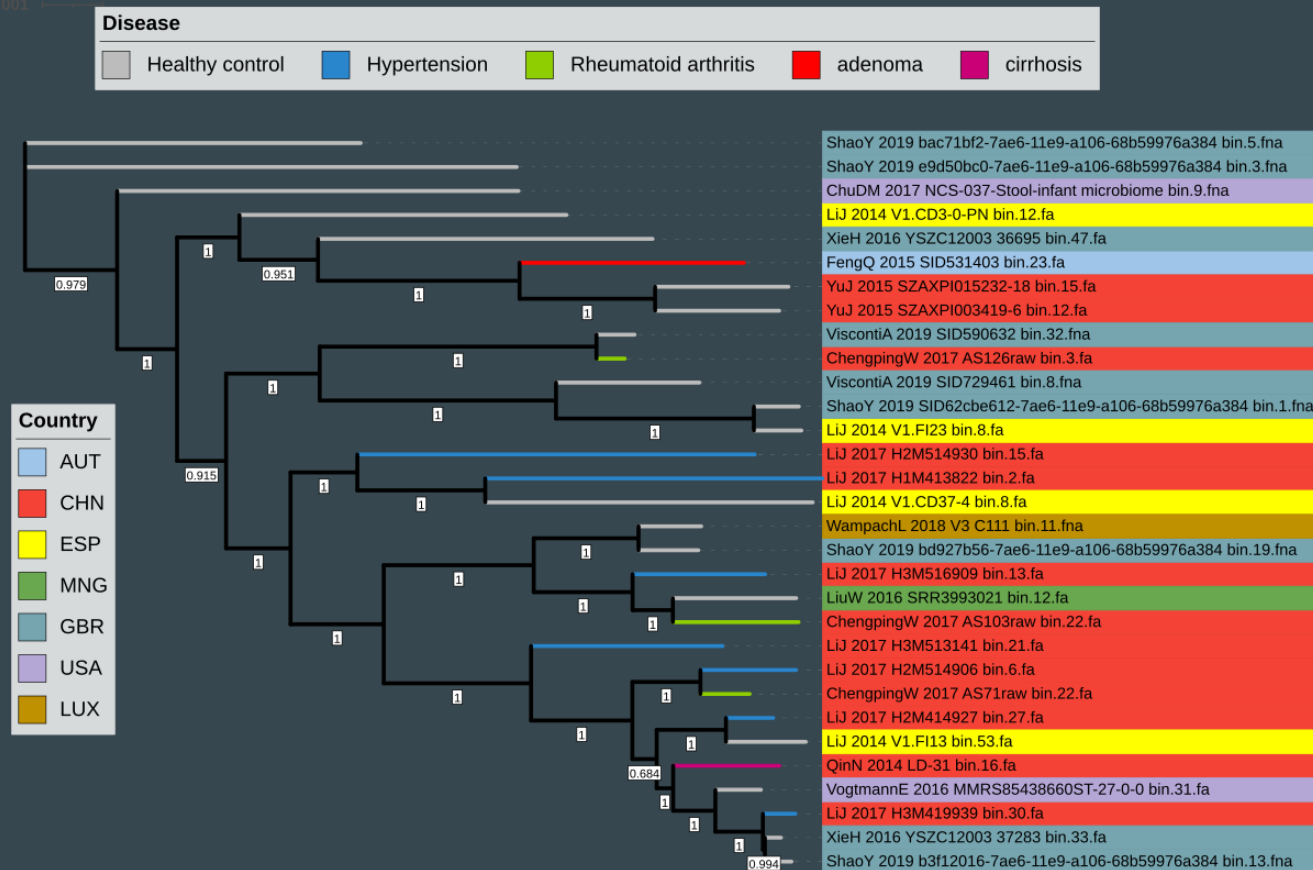 001
Disease
Healthy control
Hypertension
Rheumatoid arthritis
adenoma
cirrhosis
ShaoY 2019 bac71bf2-7ae6-11e9-a106-68b59976a384 bin.5.fna
ShaoY 2019 e9d50bc0-7ae6-11e9-a106-68b59976a384 bin.3.fna
ChuDM 2017 NCS-037-Stool-infant microbiome bin.9.fna
LiJ 2014 V1.CD3-0-PN bin.12.fa
XieH 2016 YSZC12003 36695 bin.47.fa
FengQ 2015 SID531403 bin.23.fa
YuJ 2015 SZAXPI015232-18 bin.15.fa
YuJ 2015 SZAXPI003419-6 bin.12.fa
ViscontiA 2019 SID590632 bin.32.fna
ChengpingW 2017 AS126raw bin.3.fa
ViscontiA 2019 SID729461 bin.8.fna
ShaoY 2019 SID62cbe612-7ae6-11e9-a106-68b59976a384 bin.1.fna
LiJ 2014 V1.FI23 bin.8.fa
LiJ 2017 H2M514930 bin.15.fa
LiJ 2017 H1M413822 bin.2.fa
LiJ 2014 V1.CD37-4 bin.8.fa
WampachL 2018 V3 C111 bin.11.fna
ShaoY 2019 bd927b56-7ae6-11e9-a106-68b59976a384 bin.19.fna
LiJ 2017 H3M516909 bin.13.fa
LiuW 2016 SRR3993021 bin.12.fa
ChengpingW 2017 AS103raw bin.22.fa
LiJ 2017 H3M513141 bin.21.fa
LiJ 2017 H2M514906 bin.6.fa
ChengpingW 2017 AS71raw bin.22.fa
LiJ 2017 H2M414927 bin.27.fa
LiJ 2014 V1.FI13 bin.53.fa
QinN 2014 LD-31 bin.16.fa
VogtmannE 2016 MMRS85438660ST-27-0-0 bin.31.fa
LiJ 2017 H3M419939 bin.30.fa
XieH 2016 YSZC12003 37283 bin.33.fa
ShaoY 2019 b3f12016-7ae6-11e9-a106-68b59976a384 bin.13.fna
1
0.951
0.979
1
1
1
1
1
1
1
1
0.915
1
1
1
1
1
1
1
1
1
1
1
1
1
0.684
1
1
1
0.994
Country
AUT
CHN
ESP
MNG
GBR
USA
LUX